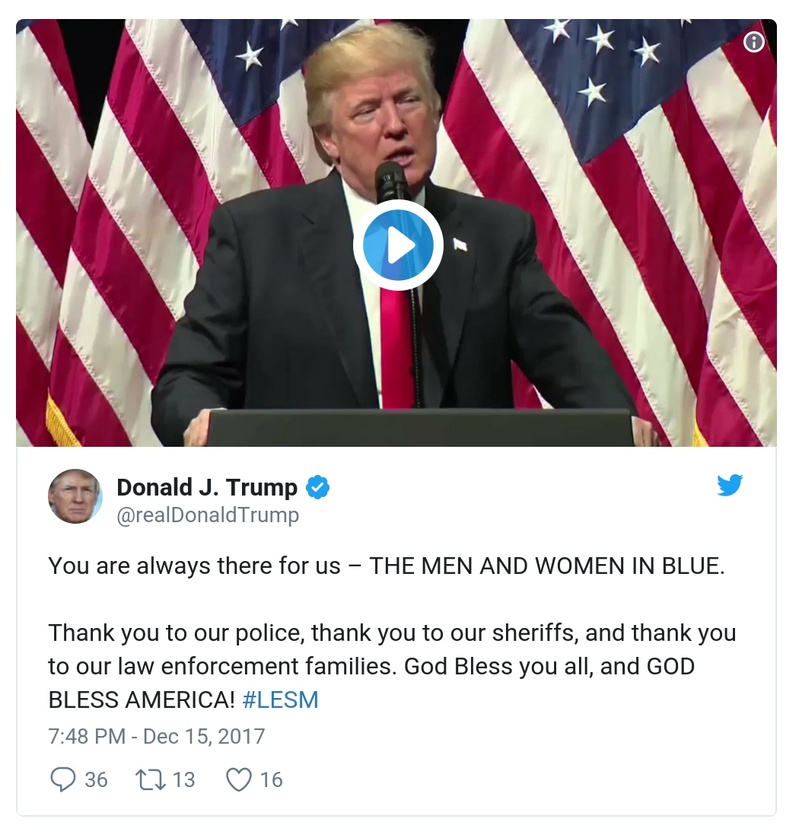 Donald J. Trump
@realDonaldTrump
You are always there for us – THE MEN AND WOMEN IN BLUE.
Thank you to our police, thank you to our sheriffs, and thank you
to our law enforcement families. God Bless you all, and GOD
BLESS AMERICA! #LESM
7:48 PM - Dec 15, 2017
36 13 16